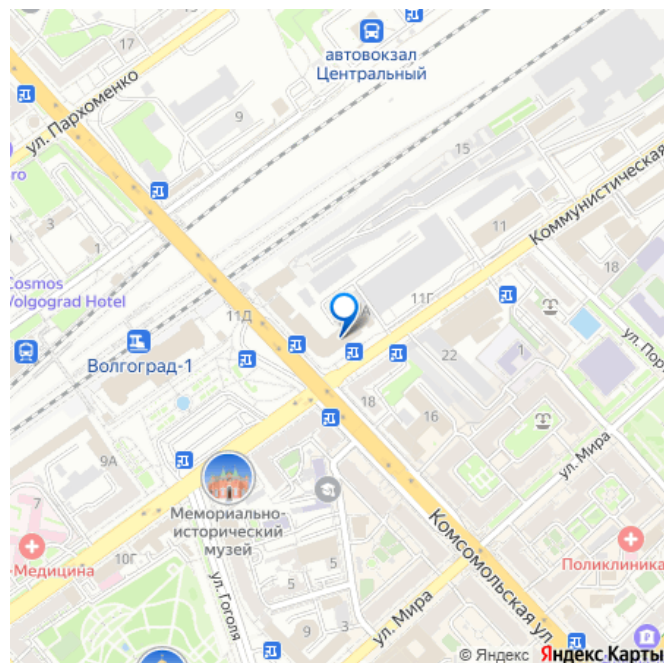 17
автовокзал
Центральный
ул. Пархоменко
9
15
Коммунистическая
3
1
11
18
Cosmos
Volgograd Hotel
11Д
11Г
Волгоград-1
22
1
18
16
ул. Мира
9А
7
Мемориально-
исторический
музей
-Медицина
10Г
ул. Гоголя
5
5
3
11
ул. Мира
Комсомольская ул.
Поликлиника
© Яндекс Яндекс Карты